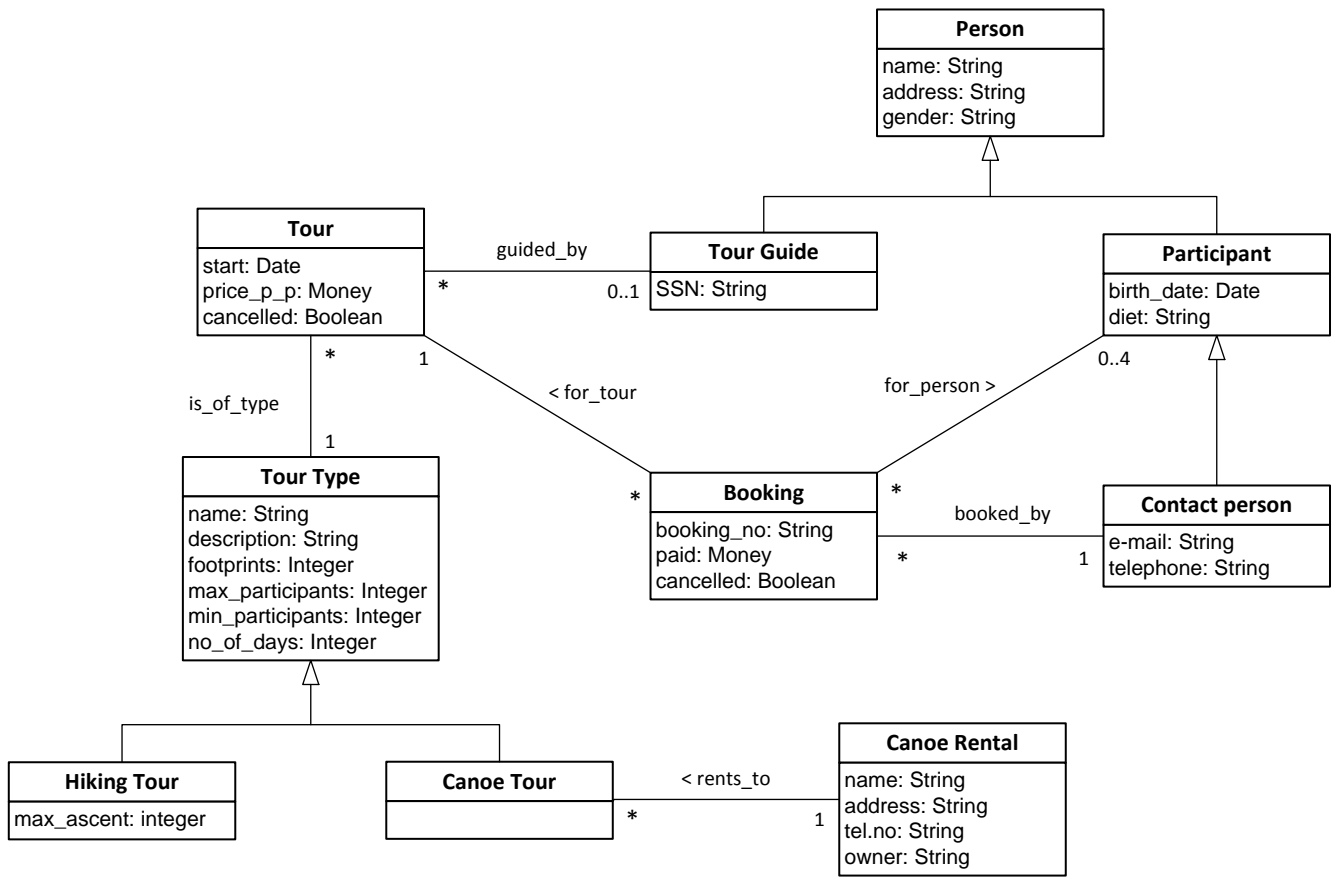 Person
name: String
address: String
gender: String
Tour
start: Date
price_p_p: Money
cancelled: Boolean
guided_by
*
0..1
Tour Guide
SSN: String
Participant
birth_date: Date
diet: String
*
is_of_type
1
1
< for_tour
*
0..4
for_person >
*
Tour Type
name: String
description: String
footprints: Integer
max_participants: Integer
min_participants: Integer
no_of_days: Integer
Booking
booking_no: String
paid: Money
cancelled: Boolean
booked_by
*
1
Contact person
e-mail: String
telephone: String
Hiking Tour
max_ascent: integer
Canoe Tour
< rents_to
*
1
Canoe Rental
name: String
address: String
tel.no: String
owner: String